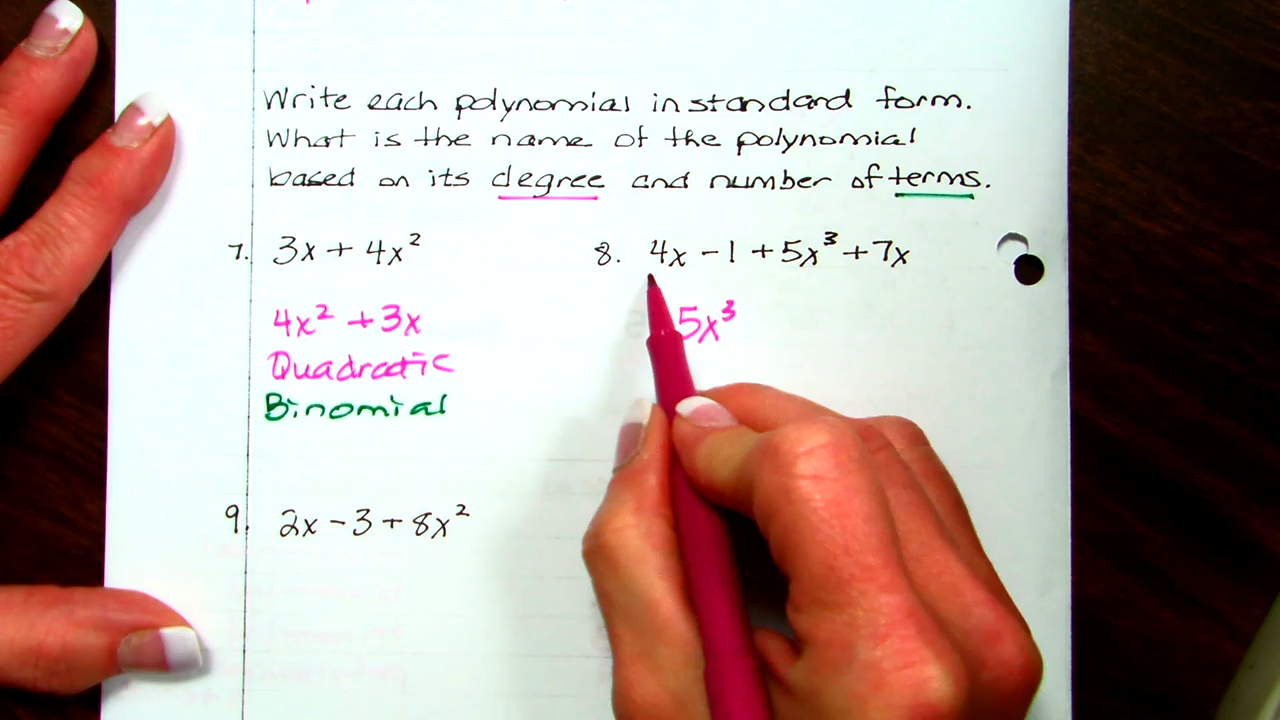 Write each polynomial in standard form.
What is the name of the polynomial
based on its degree and number of terms.
7. 3x + 4x²
4x² + 3x
Quadratic
Binomial
8. 4x - 1 + 5x³ + 7x
5x³
9. 2x - 3 + 8x²